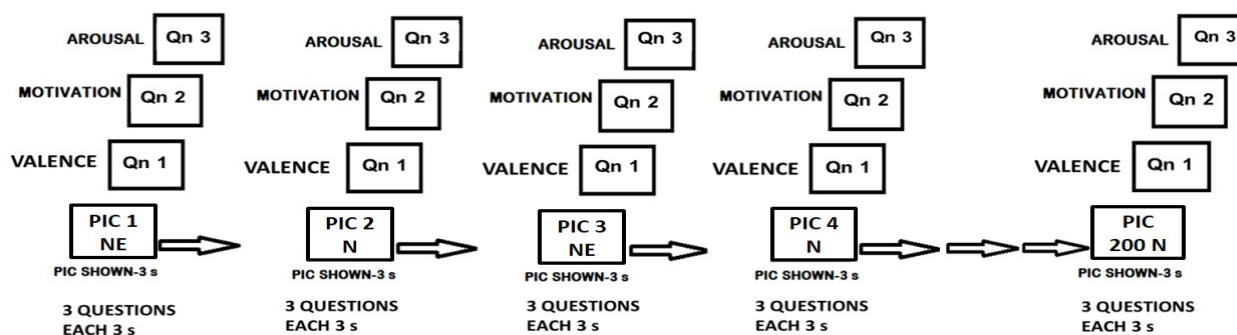 AROUSAL
Qn 3
MOTIVATION
Qn 2
VALENCE
Qn 1
PIC 1
NE
PIC SHOWN-3 s
3 QUESTIONS
EACH 3 s
AROUSAL
Qn 3
MOTIVATION
Qn 2
VALENCE
Qn 1
PIC 2
N
PIC SHOWN-3 s
3 QUESTIONS
EACH 3 s
AROUSAL
Qn 3
MOTIVATION
Qn 2
VALENCE
Qn 1
PIC 3
NE
PIC SHOWN-3 s
3 QUESTIONS
EACH 3 s
AROUSAL
Qn 3
MOTIVATION
Qn 2
VALENCE
Qn 1
PIC 4
N
PIC SHOWN-3 s
3 QUESTIONS
EACH 3 s
AROUSAL
Qn 3
MOTIVATION
Qn 2
VALENCE
Qn 1
PIC
200 N
PIC SHOWN-3 s
3 QUESTIONS
EACH 3 s